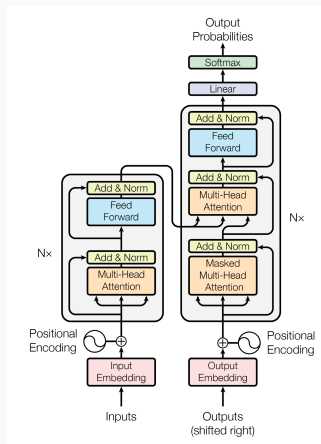 Output
Probabilities
Softmax
Linear
Add & Norm
Feed
Forward
Add & Norm
Multi-Head
Attention
Add & Norm
Masked
Multi-Head
Attention
N×
Positional
Encoding
Output
Embedding
Outputs
(shifted right)
Add & Norm
Feed
Forward
Add & Norm
Multi-Head
Attention
N×
Positional
Encoding
Input
Embedding
Inputs